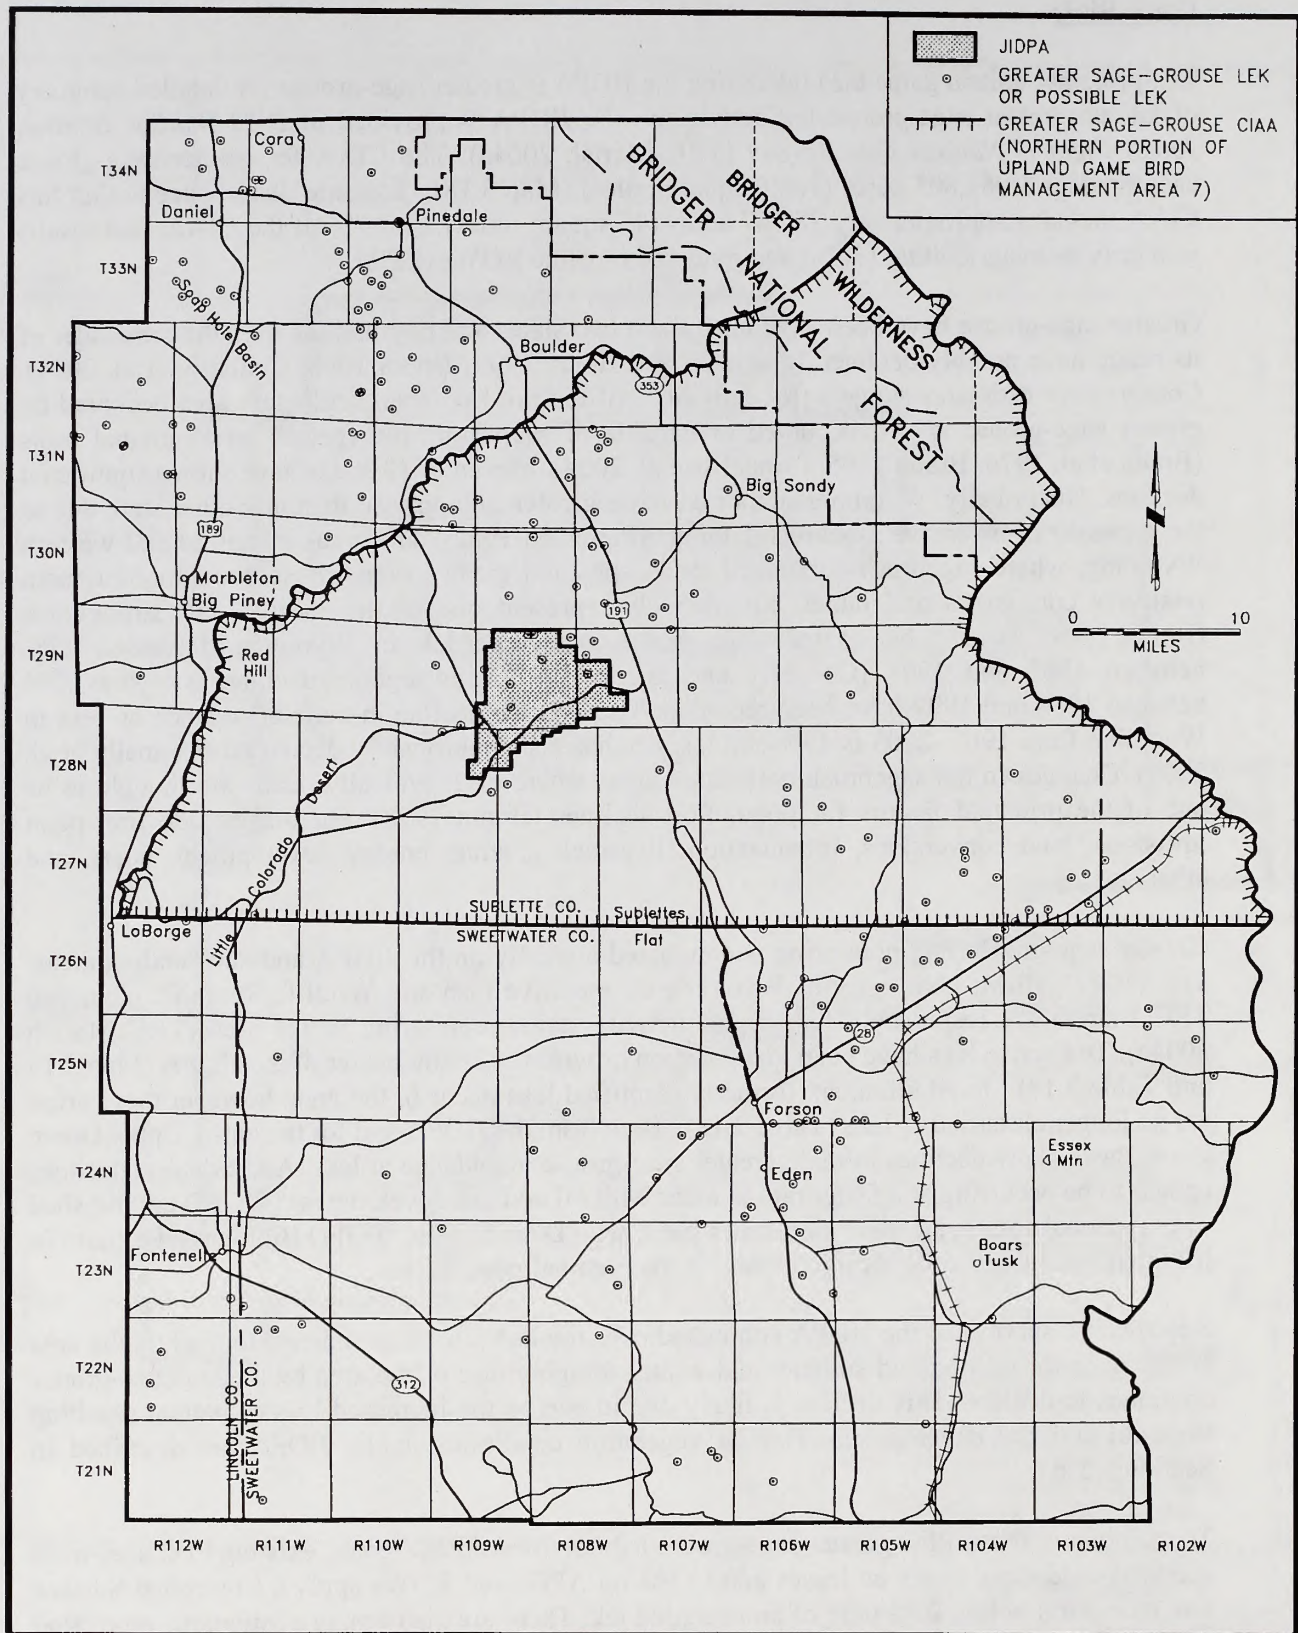 JIDPA
GREATER SAGE-GROUSE LEK
OR POSSIBLE LEK
GREATER SAGE-GROUSE CIAA
(NORTHERN PORTION OF
UPLAND GAME BIRD
MANAGEMENT AREA 7)
Cora
T34N
BRIDGER
BRIDGER
Daniel
Pinedale
T33N
NATIONAL
WILDERNESS
Soap Hole Basin
Boulder
T32N
353
FOREST
T31N
Big Sandy
189
T30N
Marbleton
Big Piney
191
10
0
MILES
T29N
Red
Hill
T28N
Desert
T27N
Colorado
SUBLETTE CO.
Sublettes
SWEETWATER CO.
Flat
LaBarge
Little
T26N
28
T25N
Farson
Essex
Mtn
T24N
Eden
Boars
Tusk
Fontenelle
T23N
T22N
312
LINCOLN CO.
SWEETWATER CO.
T21N
R112W
R111W
R110W
R109W
R108W
R107W
R106W
R105W
R104W
R103W
R102W